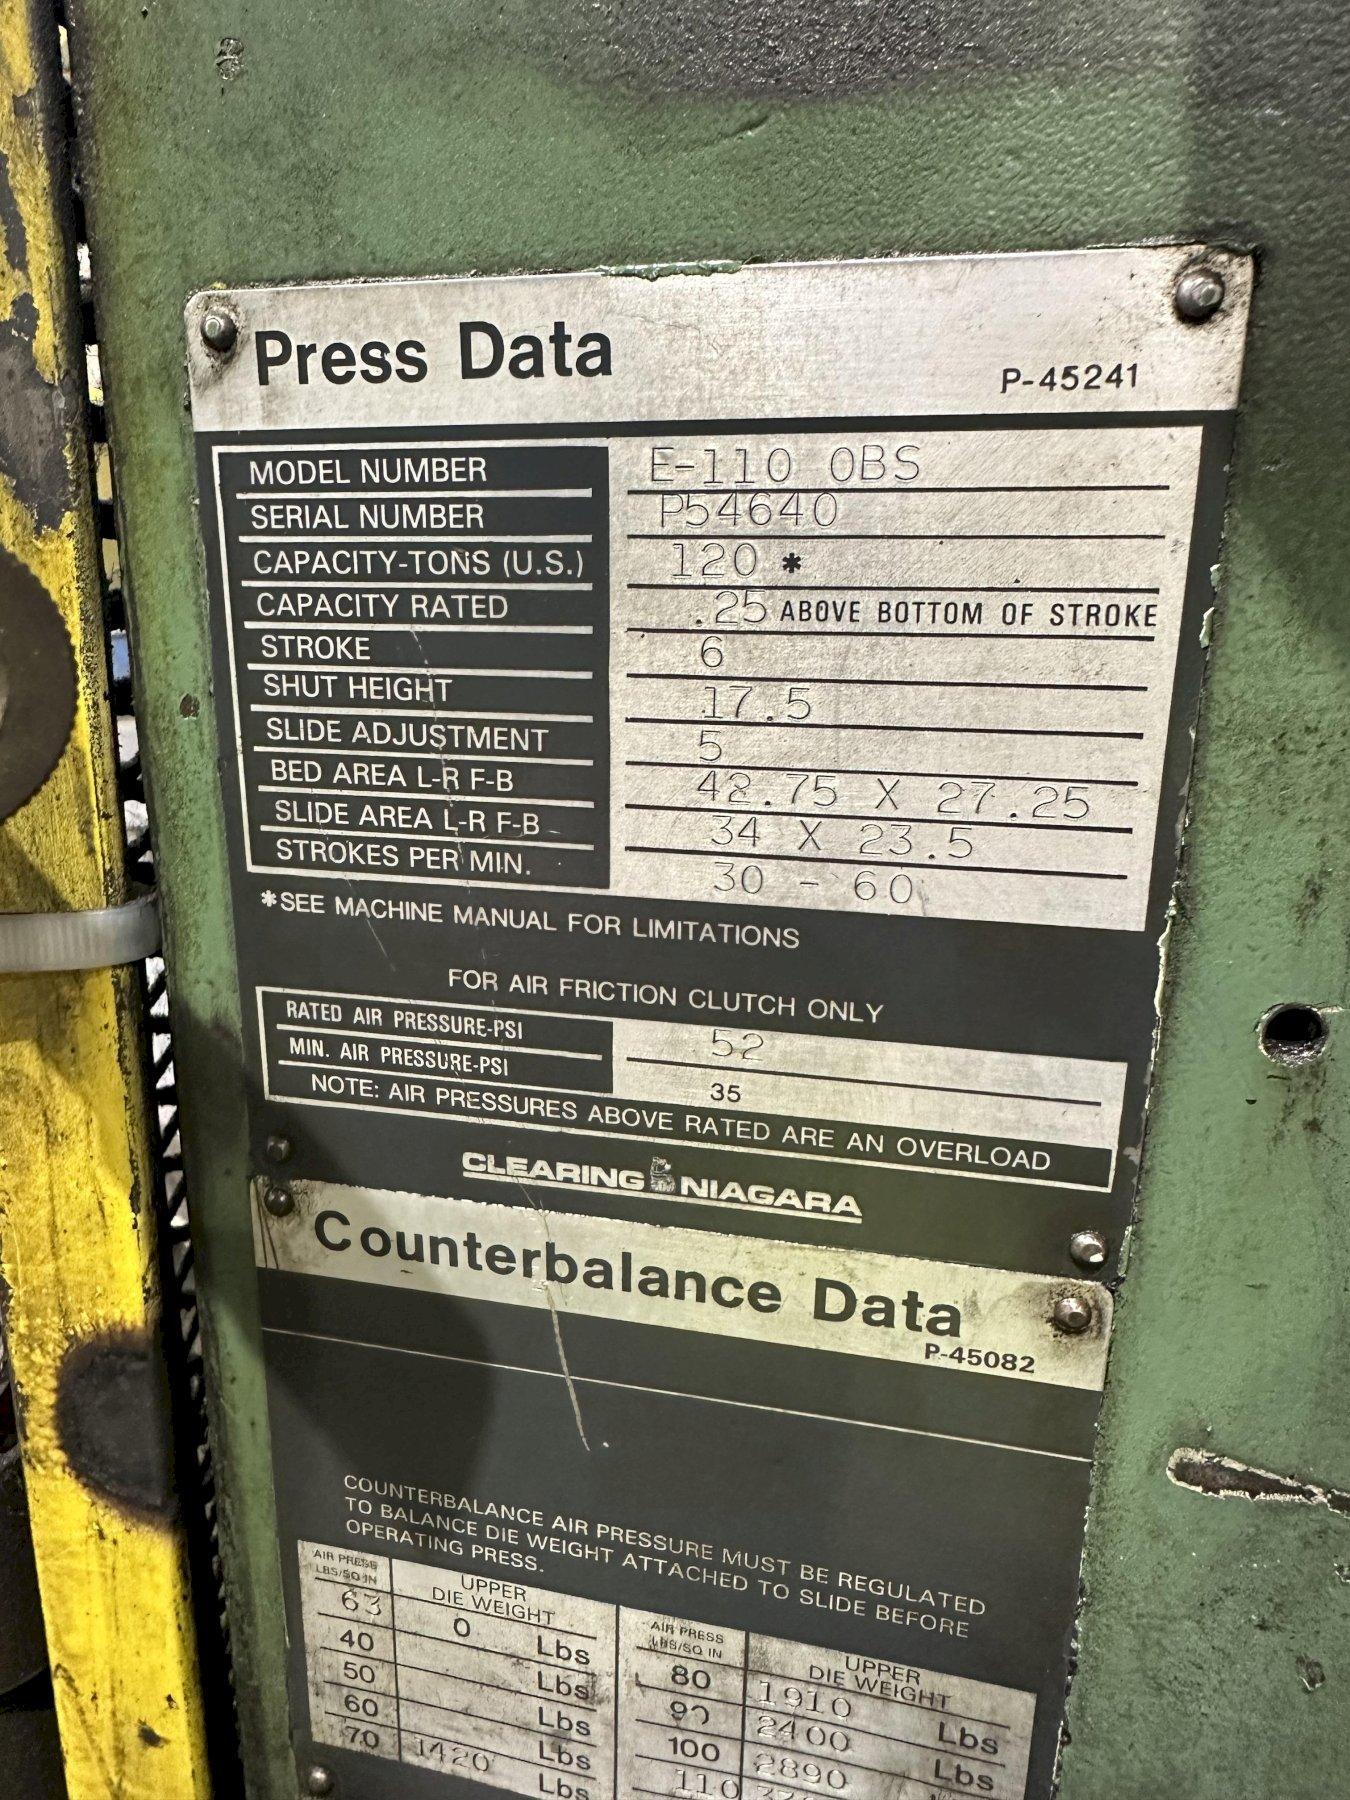 Press Data
P-45241
MODEL NUMBER E-110 OBS
SERIAL NUMBER P54640
CAPACITY-TONS (U.S.) 120 *
CAPACITY RATED .25 ABOVE BOTTOM OF STROKE
STROKE 6
SHUT HEIGHT 17.5
SLIDE ADJUSTMENT 5
BED AREA L-R F-B 42.75 X 27.25
SLIDE AREA L-R F-B 34 X 23.5
STROKES PER MIN. 30 - 60
*SEE MACHINE MANUAL FOR LIMITATIONS
FOR AIR FRICTION CLUTCH ONLY
RATED AIR PRESSURE-PSI 52
MIN. AIR PRESSURE-PSI 35
NOTE: AIR PRESSURES ABOVE RATED ARE AN OVERLOAD
CLEARING NIAGARA
Counterbalance Data
P-45082
COUNTERBALANCE AIR PRESSURE MUST BE REGULATED
TO BALANCE DIE WEIGHT ATTACHED TO SLIDE BEFORE
OPERATING PRESS.
AIR PRESS LBS/SQ IN UPPER DIE WEIGHT AIR PRESS LBS/SQ IN UPPER DIE WEIGHT
63 0 Lbs 80 1910 Lbs
40 Lbs 90 2400 Lbs
50 Lbs 100 2890
60 Lbs 110
70 1420 Lbs